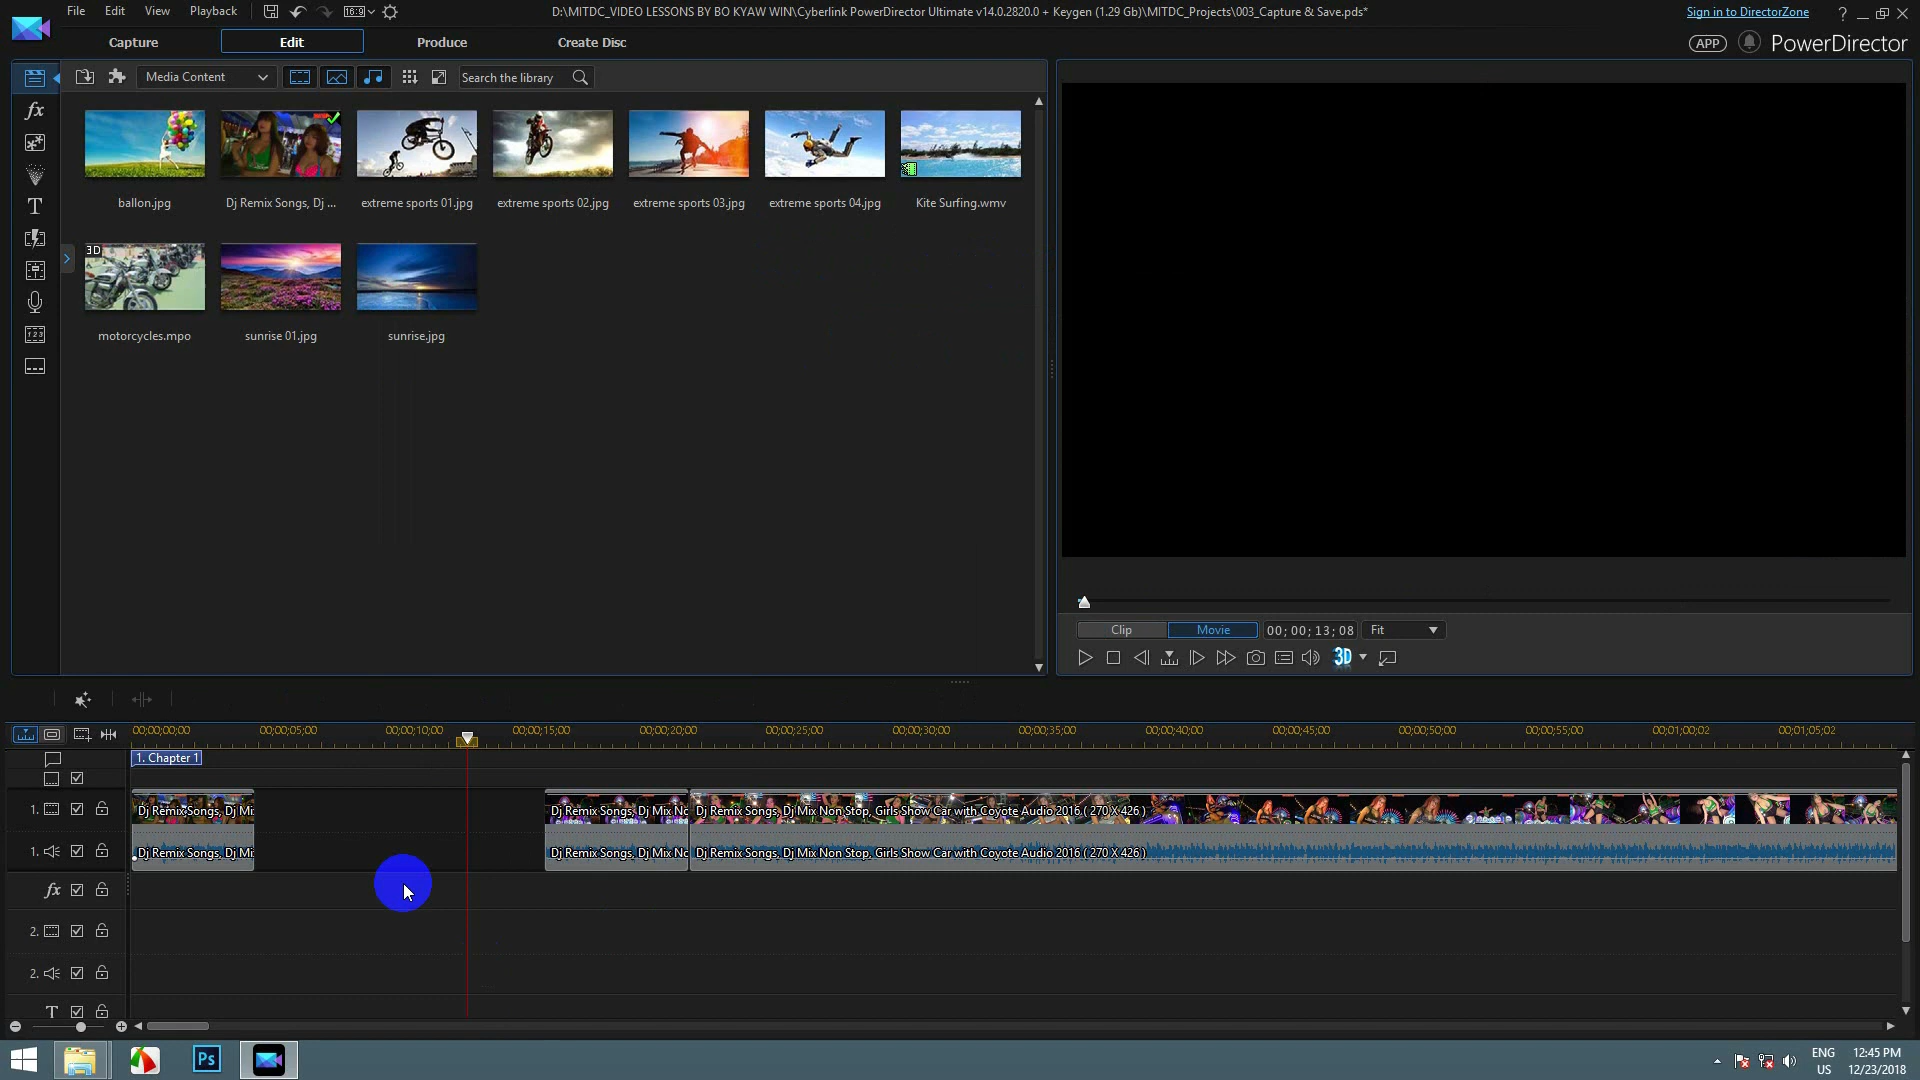 File Edit View Playback 16:9 D:\MITDC_VIDEO LESSONS BY BO KYAW WIN\Cyberlink PowerDirector Ultimate v14.0.2820.0 + Keygen (1.29 Gb)\MITDC_Projects\003_Capture & Save.pds* Sign in to DirectorZone ?
Capture Edit Produce Create Disc APP PowerDirector
Media Content Search the library
ballon.jpg Dj Remix Songs, Dj ... extreme sports 01.jpg extreme sports 02.jpg extreme sports 03.jpg extreme sports 04.jpg Kite Surfing.wmv
3D
motorcycles.mpo sunrise 01.jpg sunrise.jpg
fx
T
Clip Movie 00; 00; 13; 08 Fit
3D
00;00;00;00 00;00;05;00 00;00;10;00 00;00;15;00 00;00;20;00 00;00;25;00 00;00;30;00 00;00;35;00 00;00;40;00 00;00;45;00 00;00;50;00 00;00;55;00 00;01;00;02 00;01;05;02
1. Chapter 1
1. Dj Remix Songs, Dj Mi Dj Remix Songs, Dj Mix No Dj Remix Songs, Dj Mix Non Stop, Girls Show Car with Coyote Audio 2016 ( 270 X 426 )
1. Dj Remix Songs, Dj Mi Dj Remix Songs, Dj Mix No Dj Remix Songs, Dj Mix Non Stop, Girls Show Car with Coyote Audio 2016 ( 270 X 426 )
fx
2.
2.
T
Ps ENG 12:45 PM
US 12/23/2018